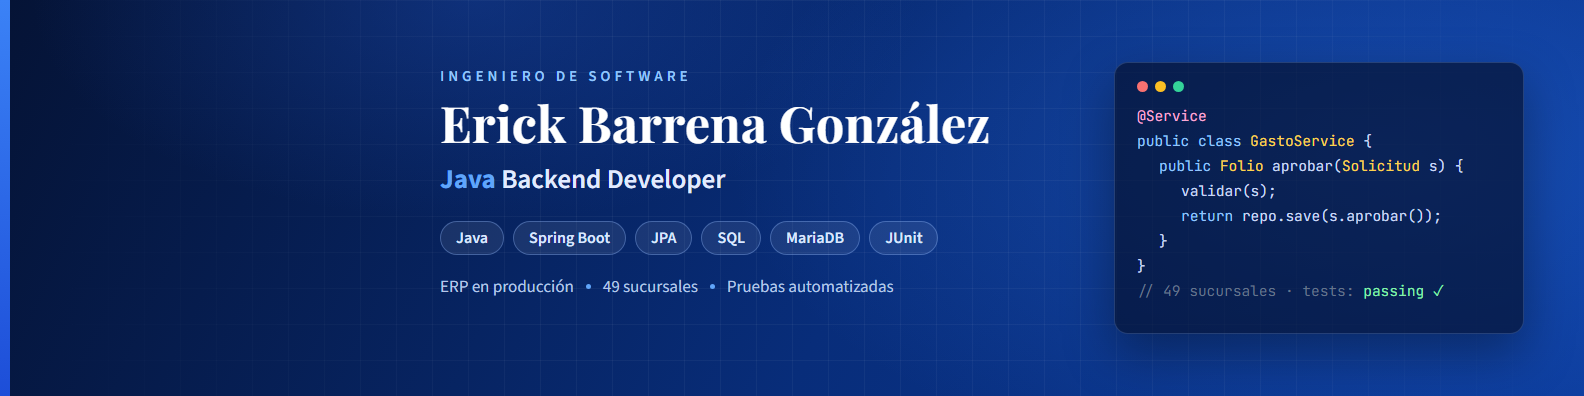 INGENIERO DE SOFTWARE
Erick Barrena González
Java Backend Developer
Java Spring Boot JPA SQL MariaDB JUnit
ERP en producción • 49 sucursales • Pruebas automatizadas
@Service
public class GastoService {
public Folio aprobar(Solicitud s) {
validar(s);
return repo.save(s.aprobar());
}
}
// 49 sucursales · tests: passing ✓